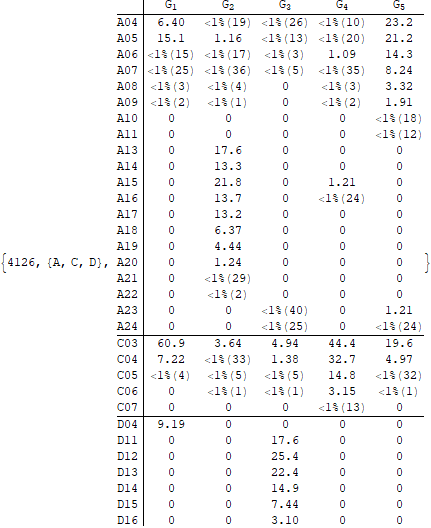 G1 G2 G3 G4 G5
A04 6.40 <1%(19) <1%(26) <1%(10) 23.2
A05 15.1 1.16 <1%(13) <1%(20) 21.2
A06 <1%(15) <1%(17) <1%(3) 1.09 14.3
A07 <1%(25) <1%(36) <1%(5) <1%(35) 8.24
A08 <1%(3) <1%(4) 0 <1%(3) 3.32
A09 <1%(2) <1%(1) 0 <1%(2) 1.91
A10 0 0 0 0 <1%(18)
A11 0 0 0 0 <1%(12)
A13 0 17.6 0 0 0
A14 0 13.3 0 0 0
A15 0 21.8 0 1.21 0
A16 0 13.7 0 <1%(24) 0
A17 0 13.2 0 0 0
A18 0 6.37 0 0 0
A19 0 4.44 0 0 0
{4126, {A, C, D}, A20 0 1.24 0 0 0 }
A21 0 <1%(29) 0 0 0
A22 0 <1%(2) 0 0 0
A23 0 0 <1%(40) 0 1.21
A24 0 0 <1%(25) 0 <1%(24)
C03 60.9 3.64 4.94 44.4 19.6
C04 7.22 <1%(33) 1.38 32.7 4.97
C05 <1%(4) <1%(5) <1%(5) 14.8 <1%(32)
C06 0 <1%(1) <1%(1) 3.15 <1%(1)
C07 0 0 0 <1%(13) 0
D04 9.19 0 0 0 0
D11 0 0 17.6 0 0
D12 0 0 25.4 0 0
D13 0 0 22.4 0 0
D14 0 0 14.9 0 0
D15 0 0 7.44 0 0
D16 0 0 3.10 0 0